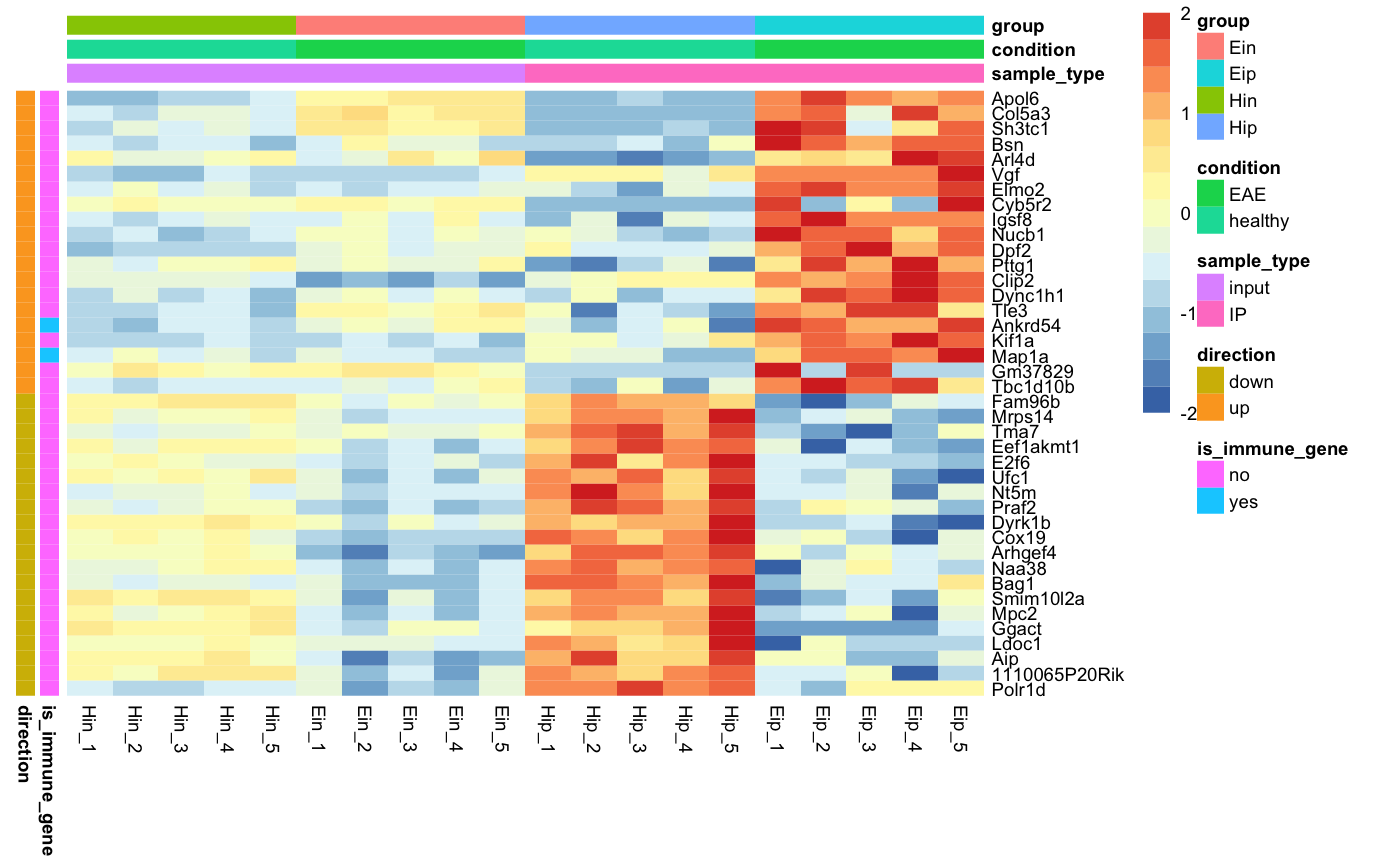 group
condition
sample_type
Apol6
Col5a3
Sh3tc1
Bsn
Arl4d
Vgf
Elmo2
Cyb5r2
Igsf8
Nucb1
Dpf2
Pttg1
Clip2
Dync1h1
Tle3
Ankrd54
Kif1a
Map1a
Gm37829
Tbc1d10b
Fam96b
Mrps14
Tma7
Eef1akmt1
E2f6
Ufc1
Nt5m
Praf2
Dyrk1b
Cox19
Arhgef4
Naa38
Bag1
Smim10l2a
Mpc2
Ggact
Ldoc1
Aip
1110065P20Rik
Polr1d
direction
is_immune_gene
Hin_1
Hin_2
Hin_3
Hin_4
Hin_5
Ein_1
Ein_2
Ein_3
Ein_4
Ein_5
Hip_1
Hip_2
Hip_3
Hip_4
Hip_5
Eip_1
Eip_2
Eip_3
Eip_4
Eip_5
2
1
0
-1
-2
group
Ein
Eip
Hin
Hip
condition
EAE
healthy
sample_type
input
IP
direction
down
up
is_immune_gene
no
yes